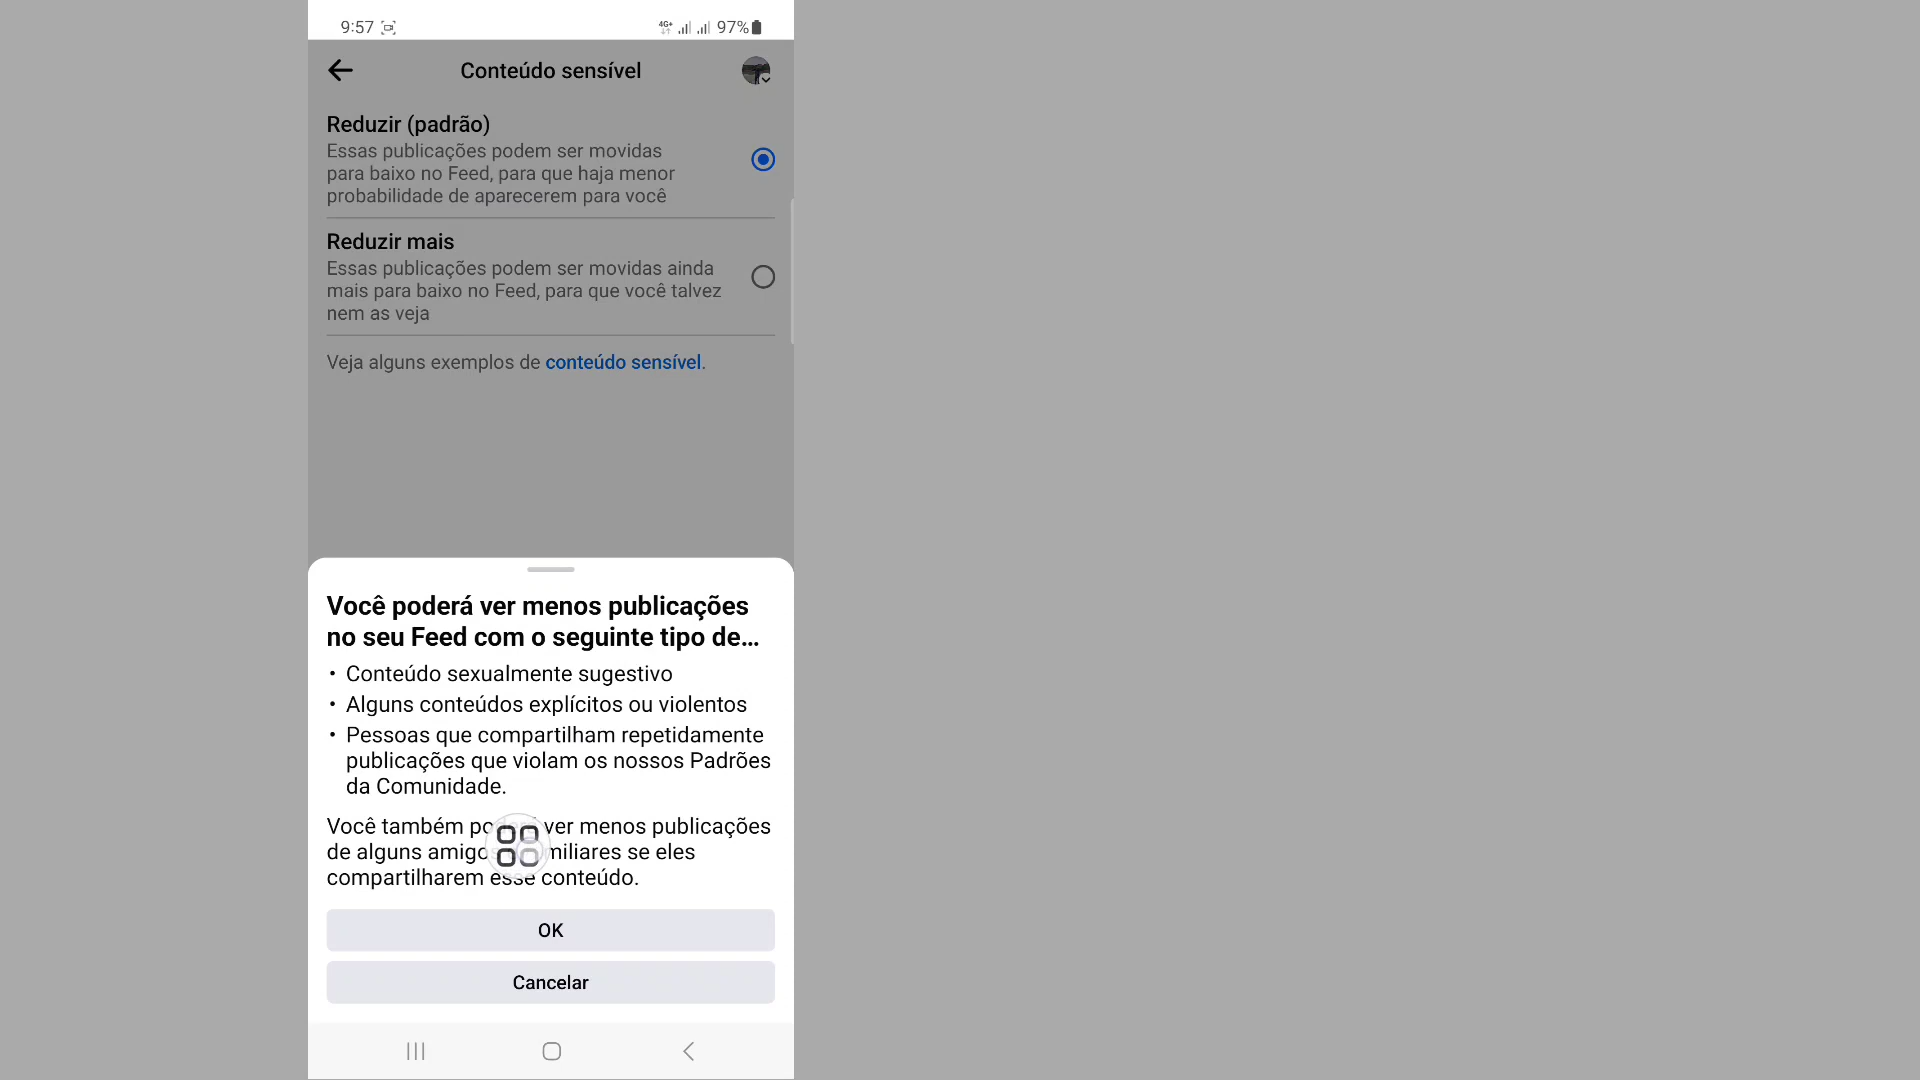 9:57
4G+ 97%
Conteúdo sensível
Reduzir (padrão)
Essas publicações podem ser movidas
para baixo no Feed, para que haja menor
probabilidade de aparecerem para você
Reduzir mais
Essas publicações podem ser movidas ainda
mais para baixo no Feed, para que você talvez
nem as veja
Veja alguns exemplos de conteúdo sensível.
Você poderá ver menos publicações
no seu Feed com o seguinte tipo de...
• Conteúdo sexualmente sugestivo
• Alguns conteúdos explícitos ou violentos
• Pessoas que compartilham repetidamente
publicações que violam os nossos Padrões
da Comunidade.
Você também ver menos publicações
de alguns se eles
compartilharem esse conteúdo.
OK
Cancelar